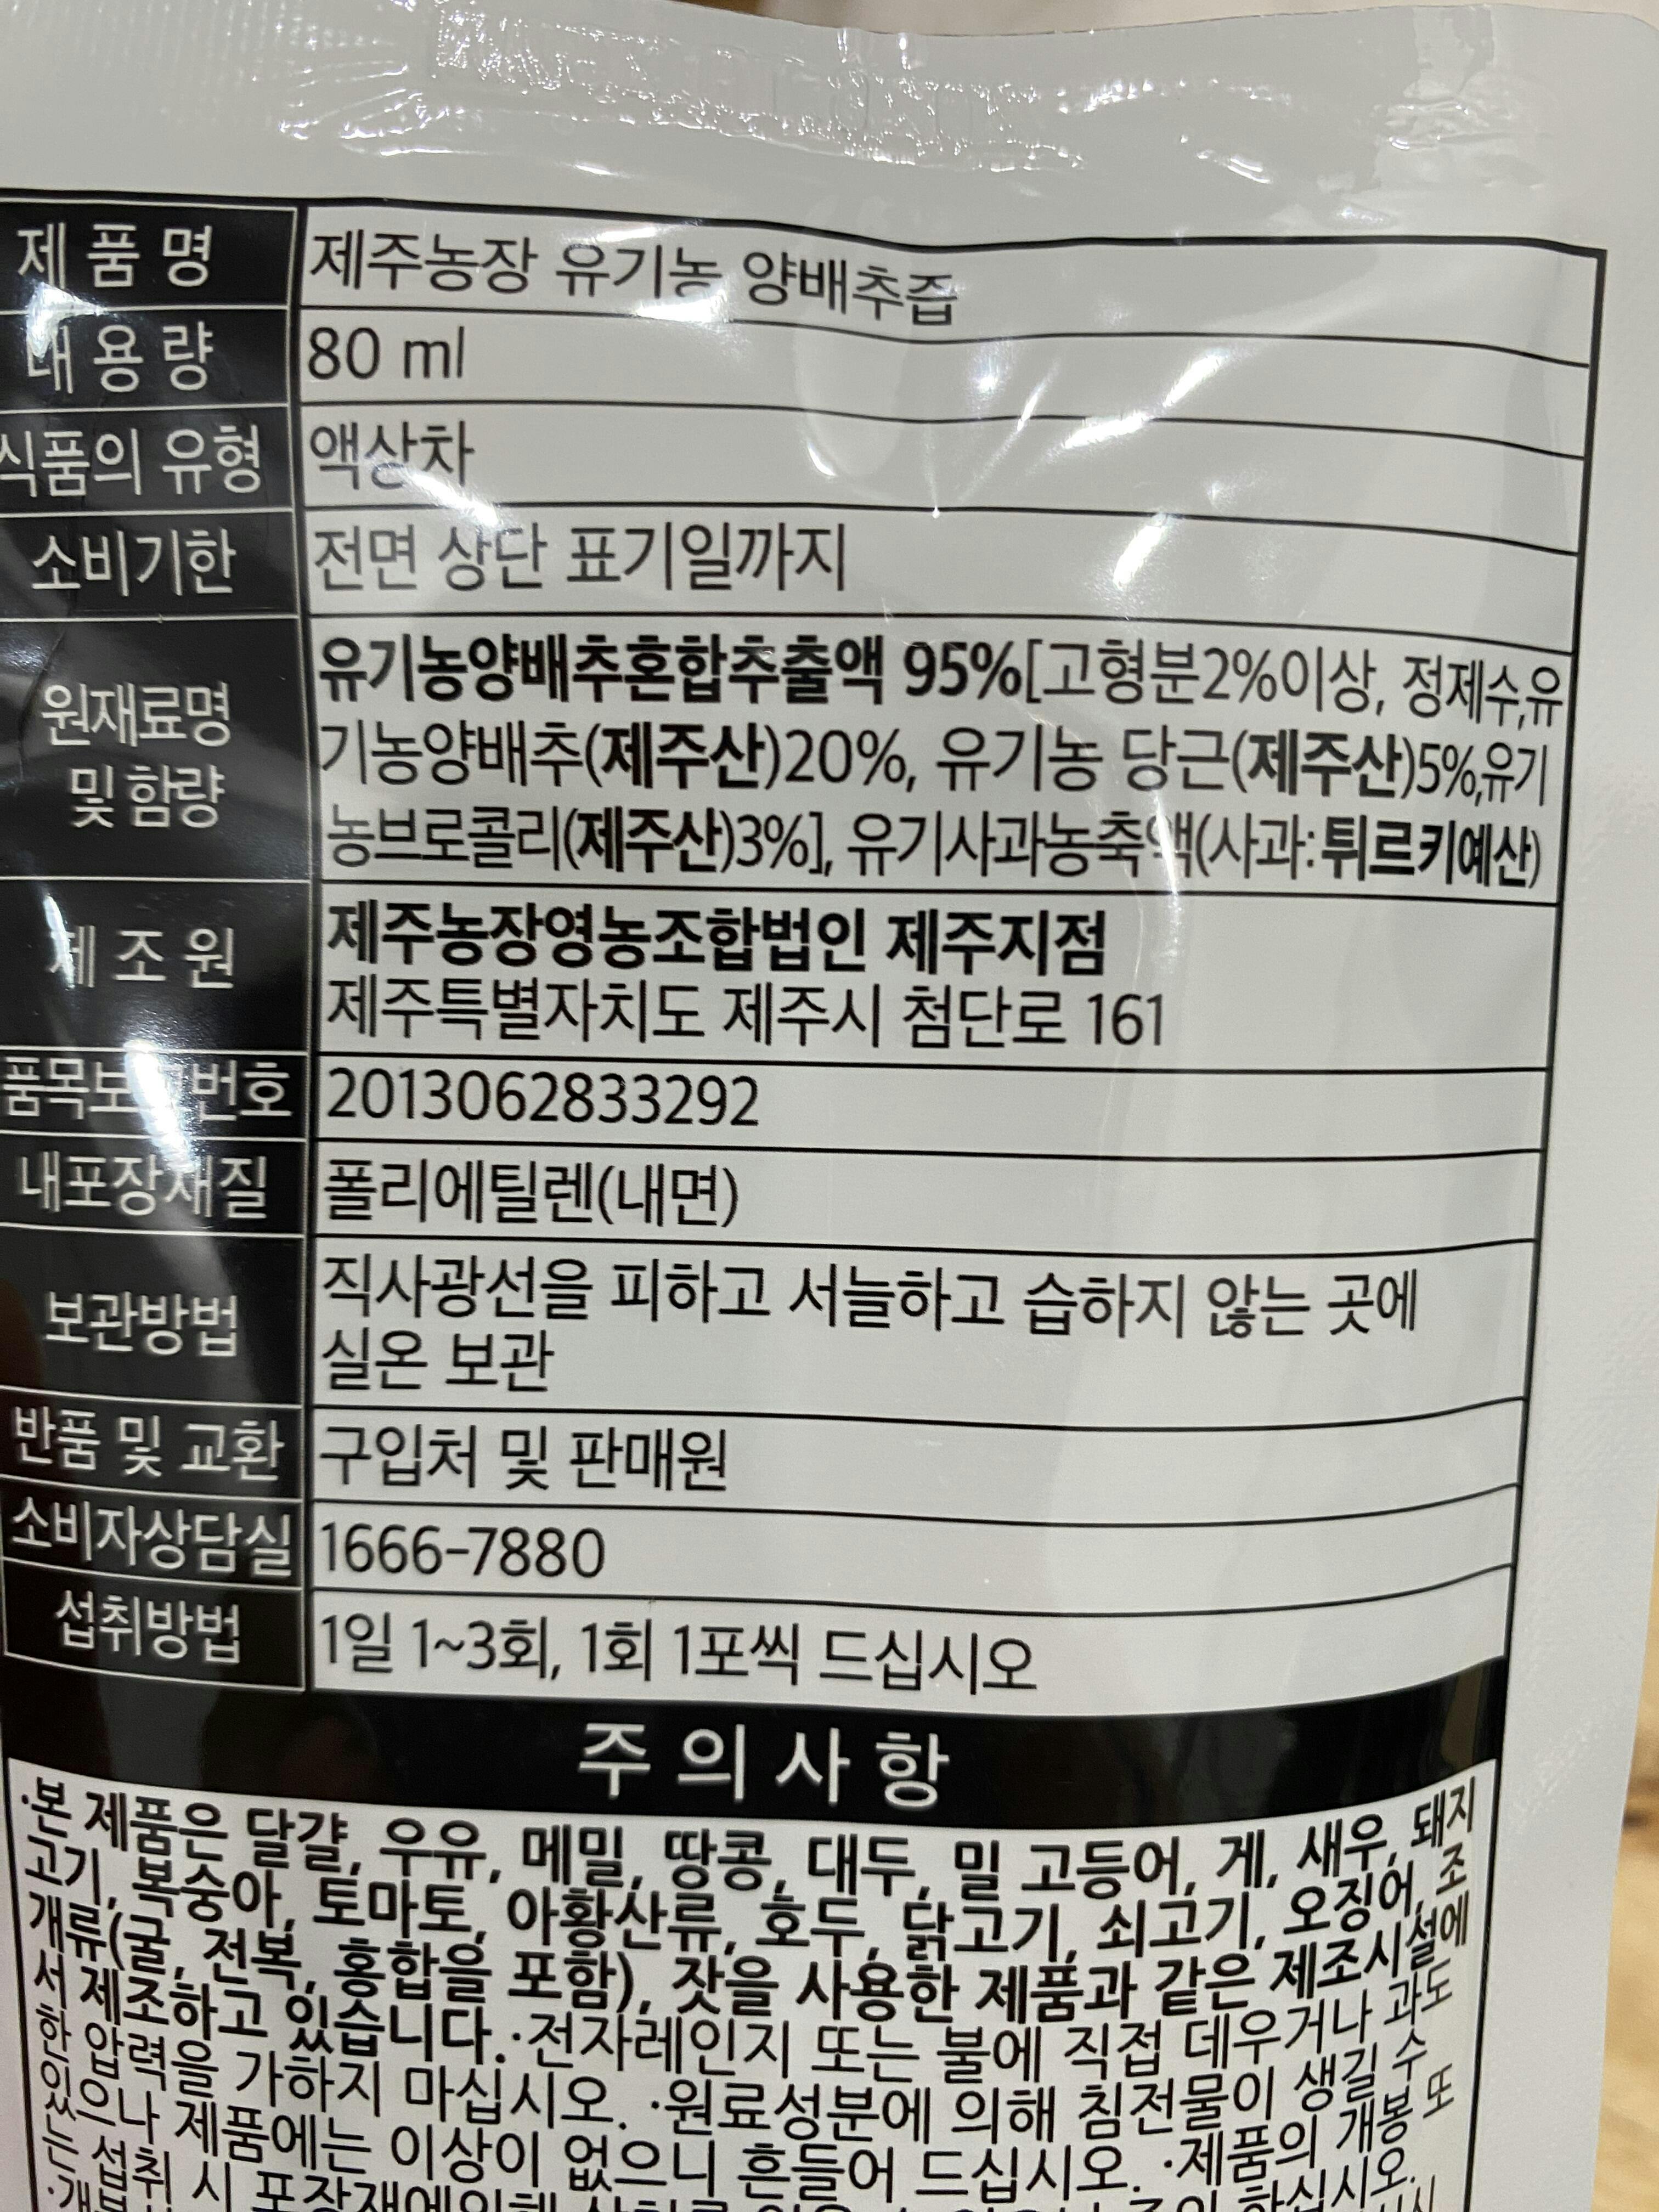 제 품 명
제주농장 유기농 양배추즙
내 용 량
80 ml
식품의 유형
액상차
소비기한
전면 상단 표기일까지
원재료명
및 함량
유기농양배추혼합추출액 95%[고형분2%이상, 정제수,유
기농양배추(제주산)20%, 유기농 당근(제주산)5%,유기
농브로콜리(제주산)3%], 유기사과농축액(사과:튀르키예산)
제 조 원
제주농장영농조합법인 제주지점
제주특별자치도 제주시 첨단로 161
품목보고번호
2013062833292
내포장재질
폴리에틸렌(내면)
보관방법
직사광선을 피하고 서늘하고 습하지 않는 곳에
실온 보관
반품 및 교환
구입처 및 판매원
소비자상담실
1666-7880
섭취방법
1일 1~3회, 1회 1포씩 드십시오
주 의 사 항
·본 제품은 달걀, 우유, 메밀, 땅콩, 대두, 밀 고등어, 게, 새우, 돼지
고기, 복숭아, 토마토, 아황산류, 호두, 닭고기, 쇠고기, 오징어, 조
개류(굴, 전복, 홍합을 포함), 잣을 사용한 제품과 같은 제조시설에
서 제조하고 있습니다. ·전자레인지 또는 불에 직접 데우거나 과도
한 압력을 가하지 마십시오. ·원료성분에 의해 침전물이 생길 수
있으나 제품에는 이상이 없으니 흔들어 드십시오. ·제품의 개봉 또
는 섭취 시 포장재에의해